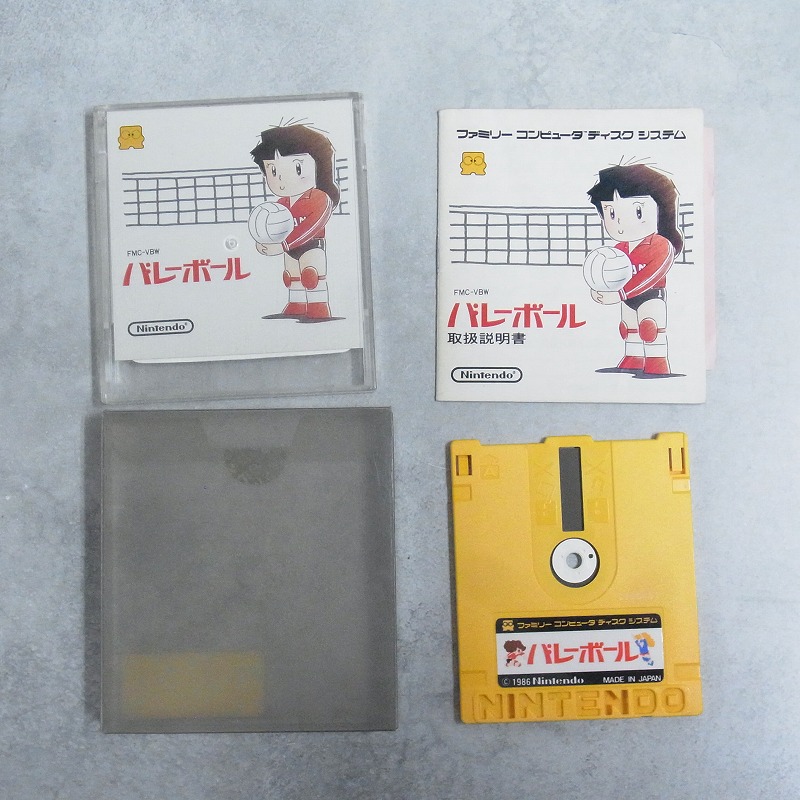 FMC-VBW
バレーボール
Nintendo®
ファミリー コンピュータ™ ディスク システム
FMC-VBW
バレーボール
取扱説明書
Nintendo®
ファミリー コンピュータ ディスク システム
バレーボール
© 1986 Nintendo MADE IN JAPAN
NINTENDO